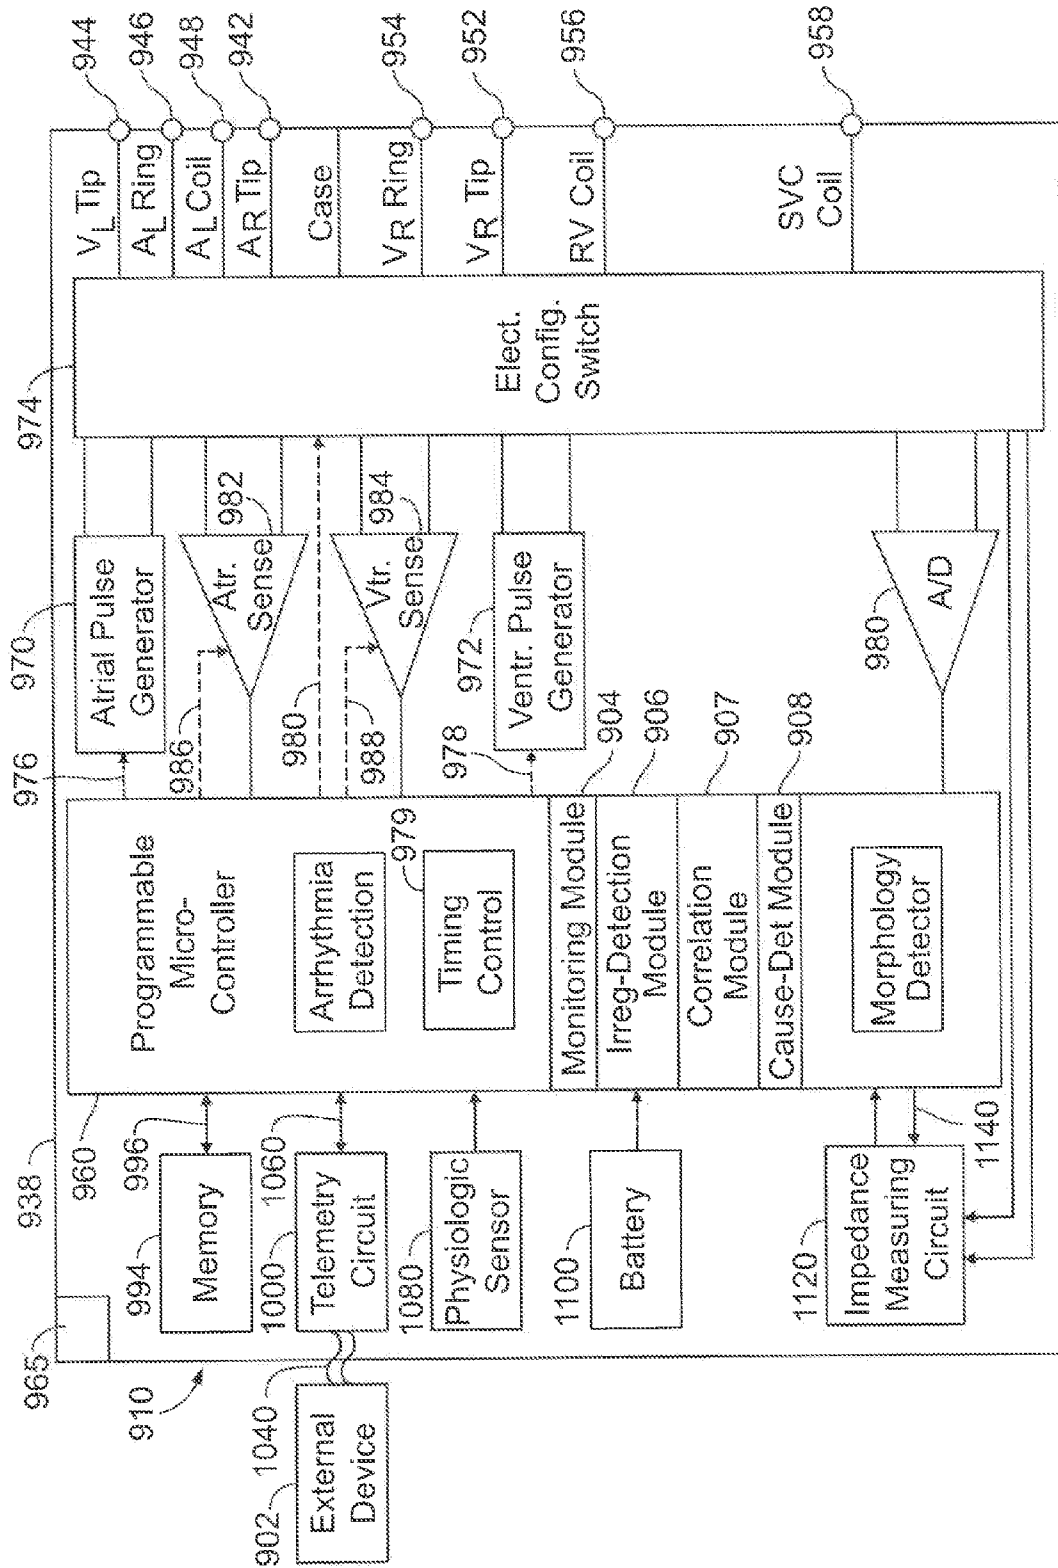 910
965
938
960
974
902
External
Device
1040
994
Memory
996
1000
Telemetry
Circuit
1060
1080
Physiologic
Sensor
1100
Battery
1120
Impedance
Measuring
Circuit
1140
Programmable
Micro-
Controller
Arrhythmia
Detection
979
Timing
Control
Monitoring Module
904
Irreg-Detection
Module
906
Correlation
Module
907
Cause-Det Module
908
Morphology
Detector
976
986
980
988
978
970
Atrial Pulse
Generator
Atr.
Sense
982
Vtr.
Sense
984
972
Ventr. Pulse
Generator
980
A/D
Elect.
Config.
Switch
VL Tip
944
AL Ring
946
AL Coil
948
AR Tip
942
Case
VR Ring
954
VR Tip
952
RV Coil
956
SVC
Coil
958